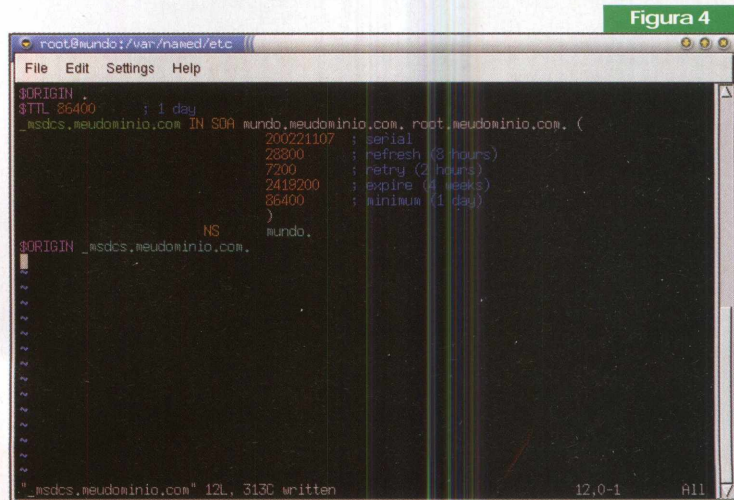 Figura 4
root@mundo:/var/named/etc
File Edit Settings Help
$ORIGIN .
$TTL 86400 ; 1 day
_msdcs.meudominio.com IN SOA mundo.meudominio.com. root.meudominio.com. (
200221107 ; serial
28800 ; refresh (8 hours)
7200 ; retry (2 hours)
2419200 ; expire (4 weeks)
86400 ; minimum (1 day)
)
NS mundo.
$ORIGIN _msdcs.meudominio.com.
~
~
~
~
~
~
~
~
~
~
~
~
~
"_msdcs.meudominio.com" 12L, 313C written 12,0-1 All